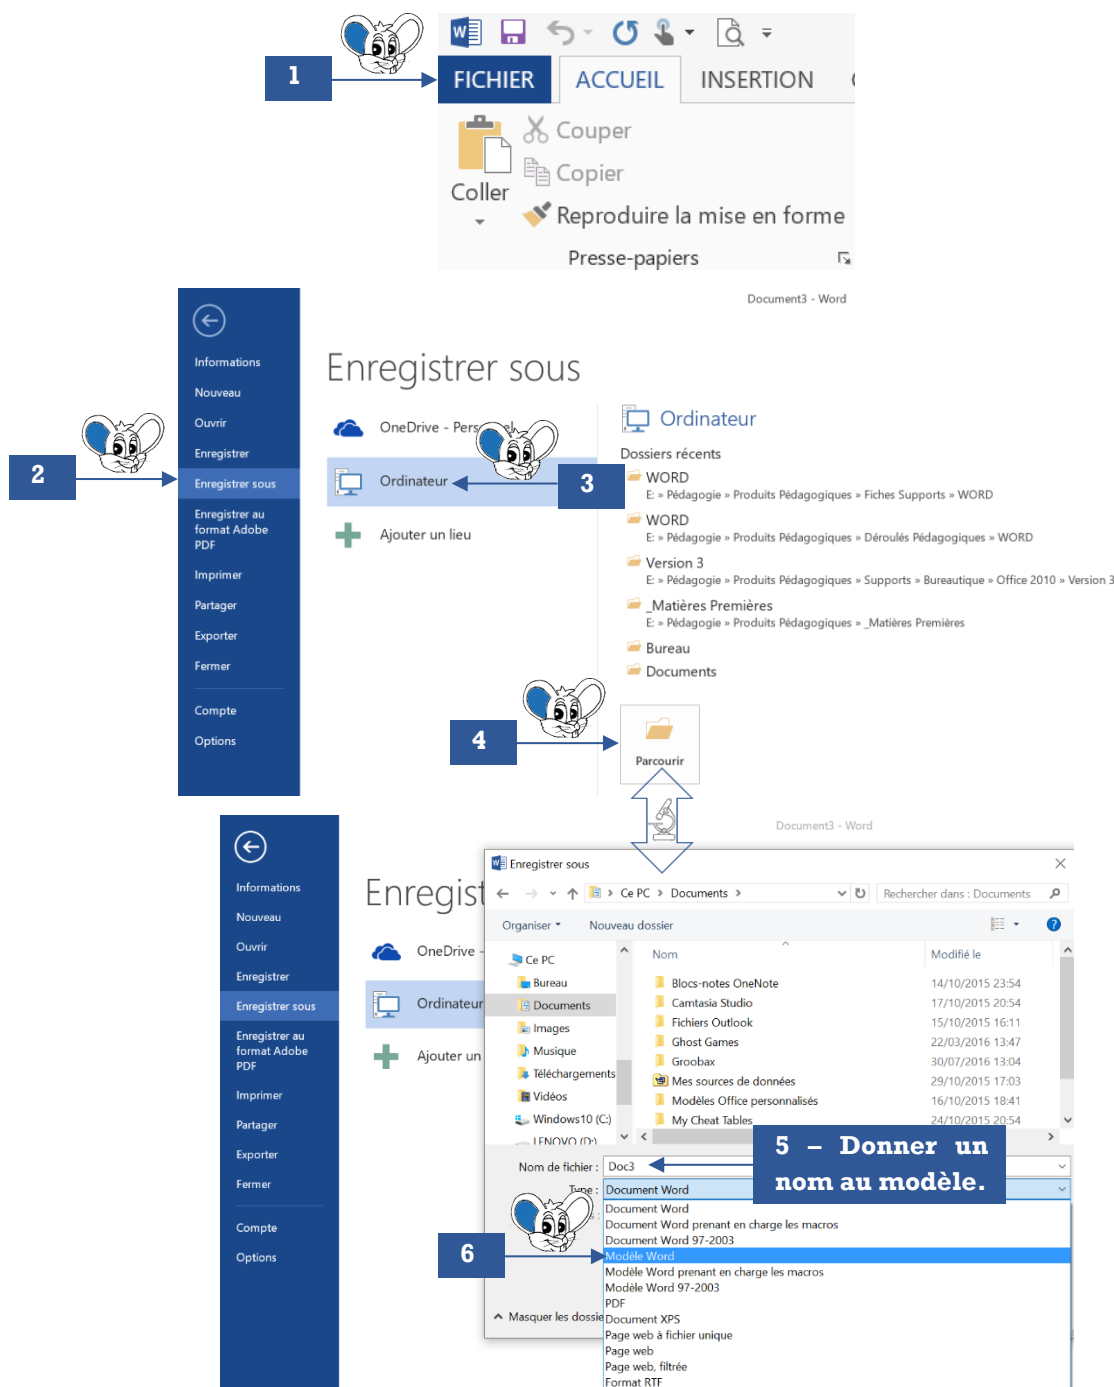 1
FICHIER ACCUEIL INSERTION
Couper
Copier
Coller
Reproduire la mise en forme
Presse-papiers
Document3 - Word
Informations
Nouveau
Ouvrir
Enregistrer
Enregistrer sous
Enregistrer au
format Adobe
PDF
Imprimer
Partager
Exporter
Fermer
Compte
Options
2
Enregistrer sous
OneDrive - Personnel
Ordinateur
3
Ajouter un lieu
Ordinateur
Dossiers récents
WORD
E: » Pédagogie » Produits Pédagogiques » Fiches Supports » WORD
WORD
E: » Pédagogie » Produits Pédagogiques » Déroulés Pédagogiques » WORD
Version 3
E: » Pédagogie » Produits Pédagogiques » Supports » Bureautique » Office 2010 » Version 3
_Matières Premières
E: » Pédagogie » Produits Pédagogiques » _Matières Premières
Bureau
Documents
4
Parcourir
Document3 - Word
Informations
Nouveau
Ouvrir
Enregistrer
Enregistrer sous
Enregistrer au
format Adobe
PDF
Imprimer
Partager
Exporter
Fermer
Compte
Options
Enregist
OneDrive -
Ordinateur
Ajouter un
Enregistrer sous
Ce PC > Documents >
Rechercher dans : Documents
Organiser
Nouveau dossier
Ce PC
Bureau
Documents
Images
Musique
Téléchargements
Vidéos
Windows10 (C:)
LENOVO (D:)
Nom Modifié le
Blocs-notes OneNote 14/10/2015 23:54
Camtasia Studio 17/10/2015 20:54
Fichiers Outlook 15/10/2015 16:11
Ghost Games 22/03/2016 13:47
Groobax 30/07/2016 13:04
Mes sources de données 29/10/2015 17:03
Modèles Office personnalisés 16/10/2015 18:41
My Cheat Tables 24/10/2015 20:54
5 – Donner un
nom au modèle.
Nom de fichier : Doc3
Type : Document Word
Document Word
Document Word prenant en charge les macros
Document Word 97-2003
6
Modèle Word
Modèle Word prenant en charge les macros
Modèle Word 97-2003
PDF
Masquer les dossie
Document XPS
Page web à fichier unique
Page web
Page web, filtrée
Format RTF